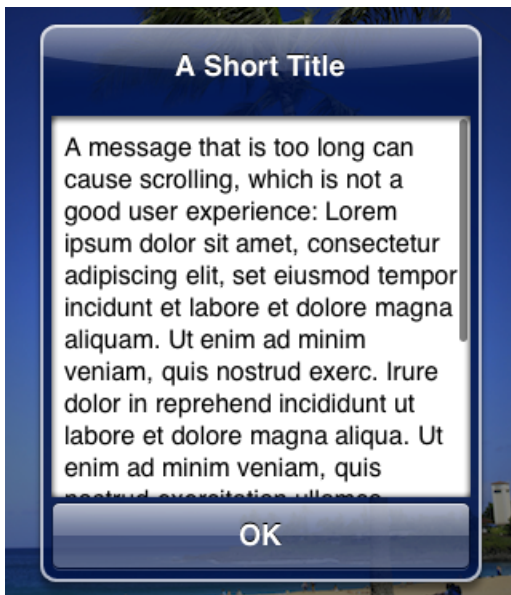 A Short Title
A message that is too long can
cause scrolling, which is not a
good user experience: Lorem
ipsum dolor sit amet, consectetur
adipiscing elit, set eiusmod tempor
incidunt et labore et dolore magna
aliquam. Ut enim ad minim
veniam, quis nostrud exerc. Irure
dolor in reprehend incididunt ut
labore et dolore magna aliqua. Ut
enim ad minim veniam, quis
nostrud exercitation ullamco
OK